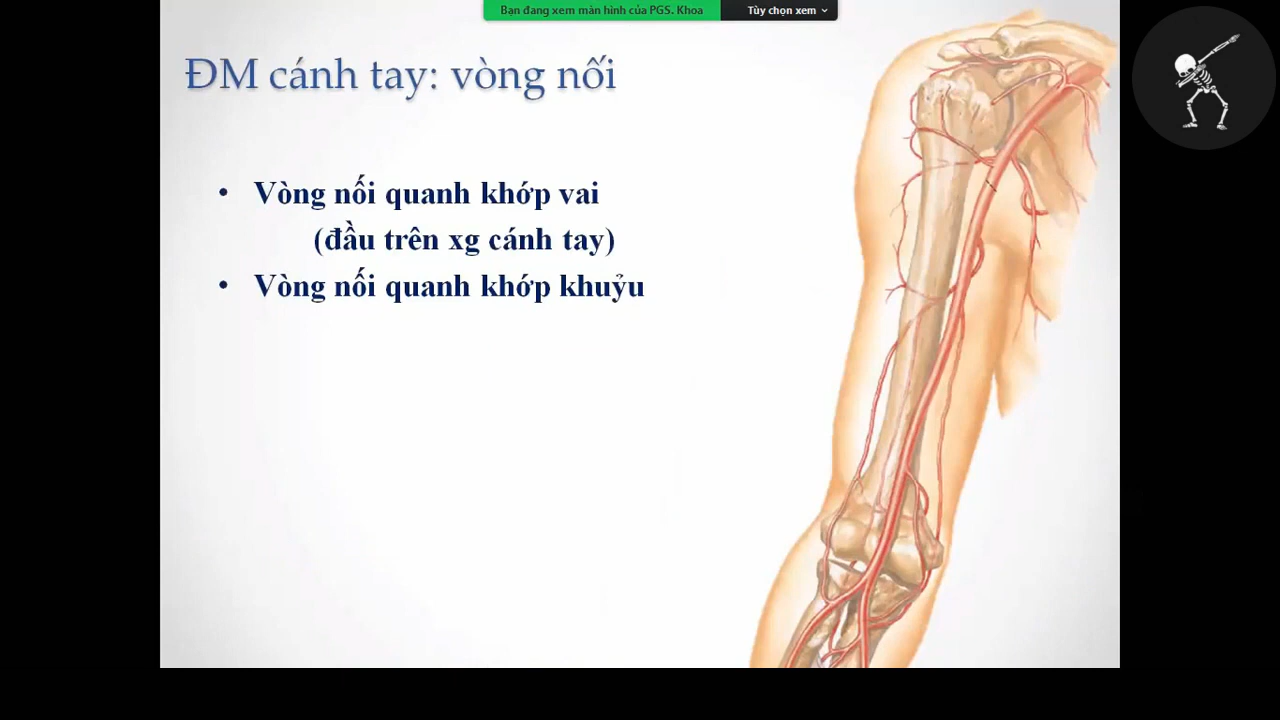 Bạn đang xem màn hình của PGS. Khoa
Tùy chọn xem
ĐM cánh tay: vòng nối
• Vòng nối quanh khớp vai
(đầu trên xg cánh tay)
• Vòng nối quanh khớp khuỷu